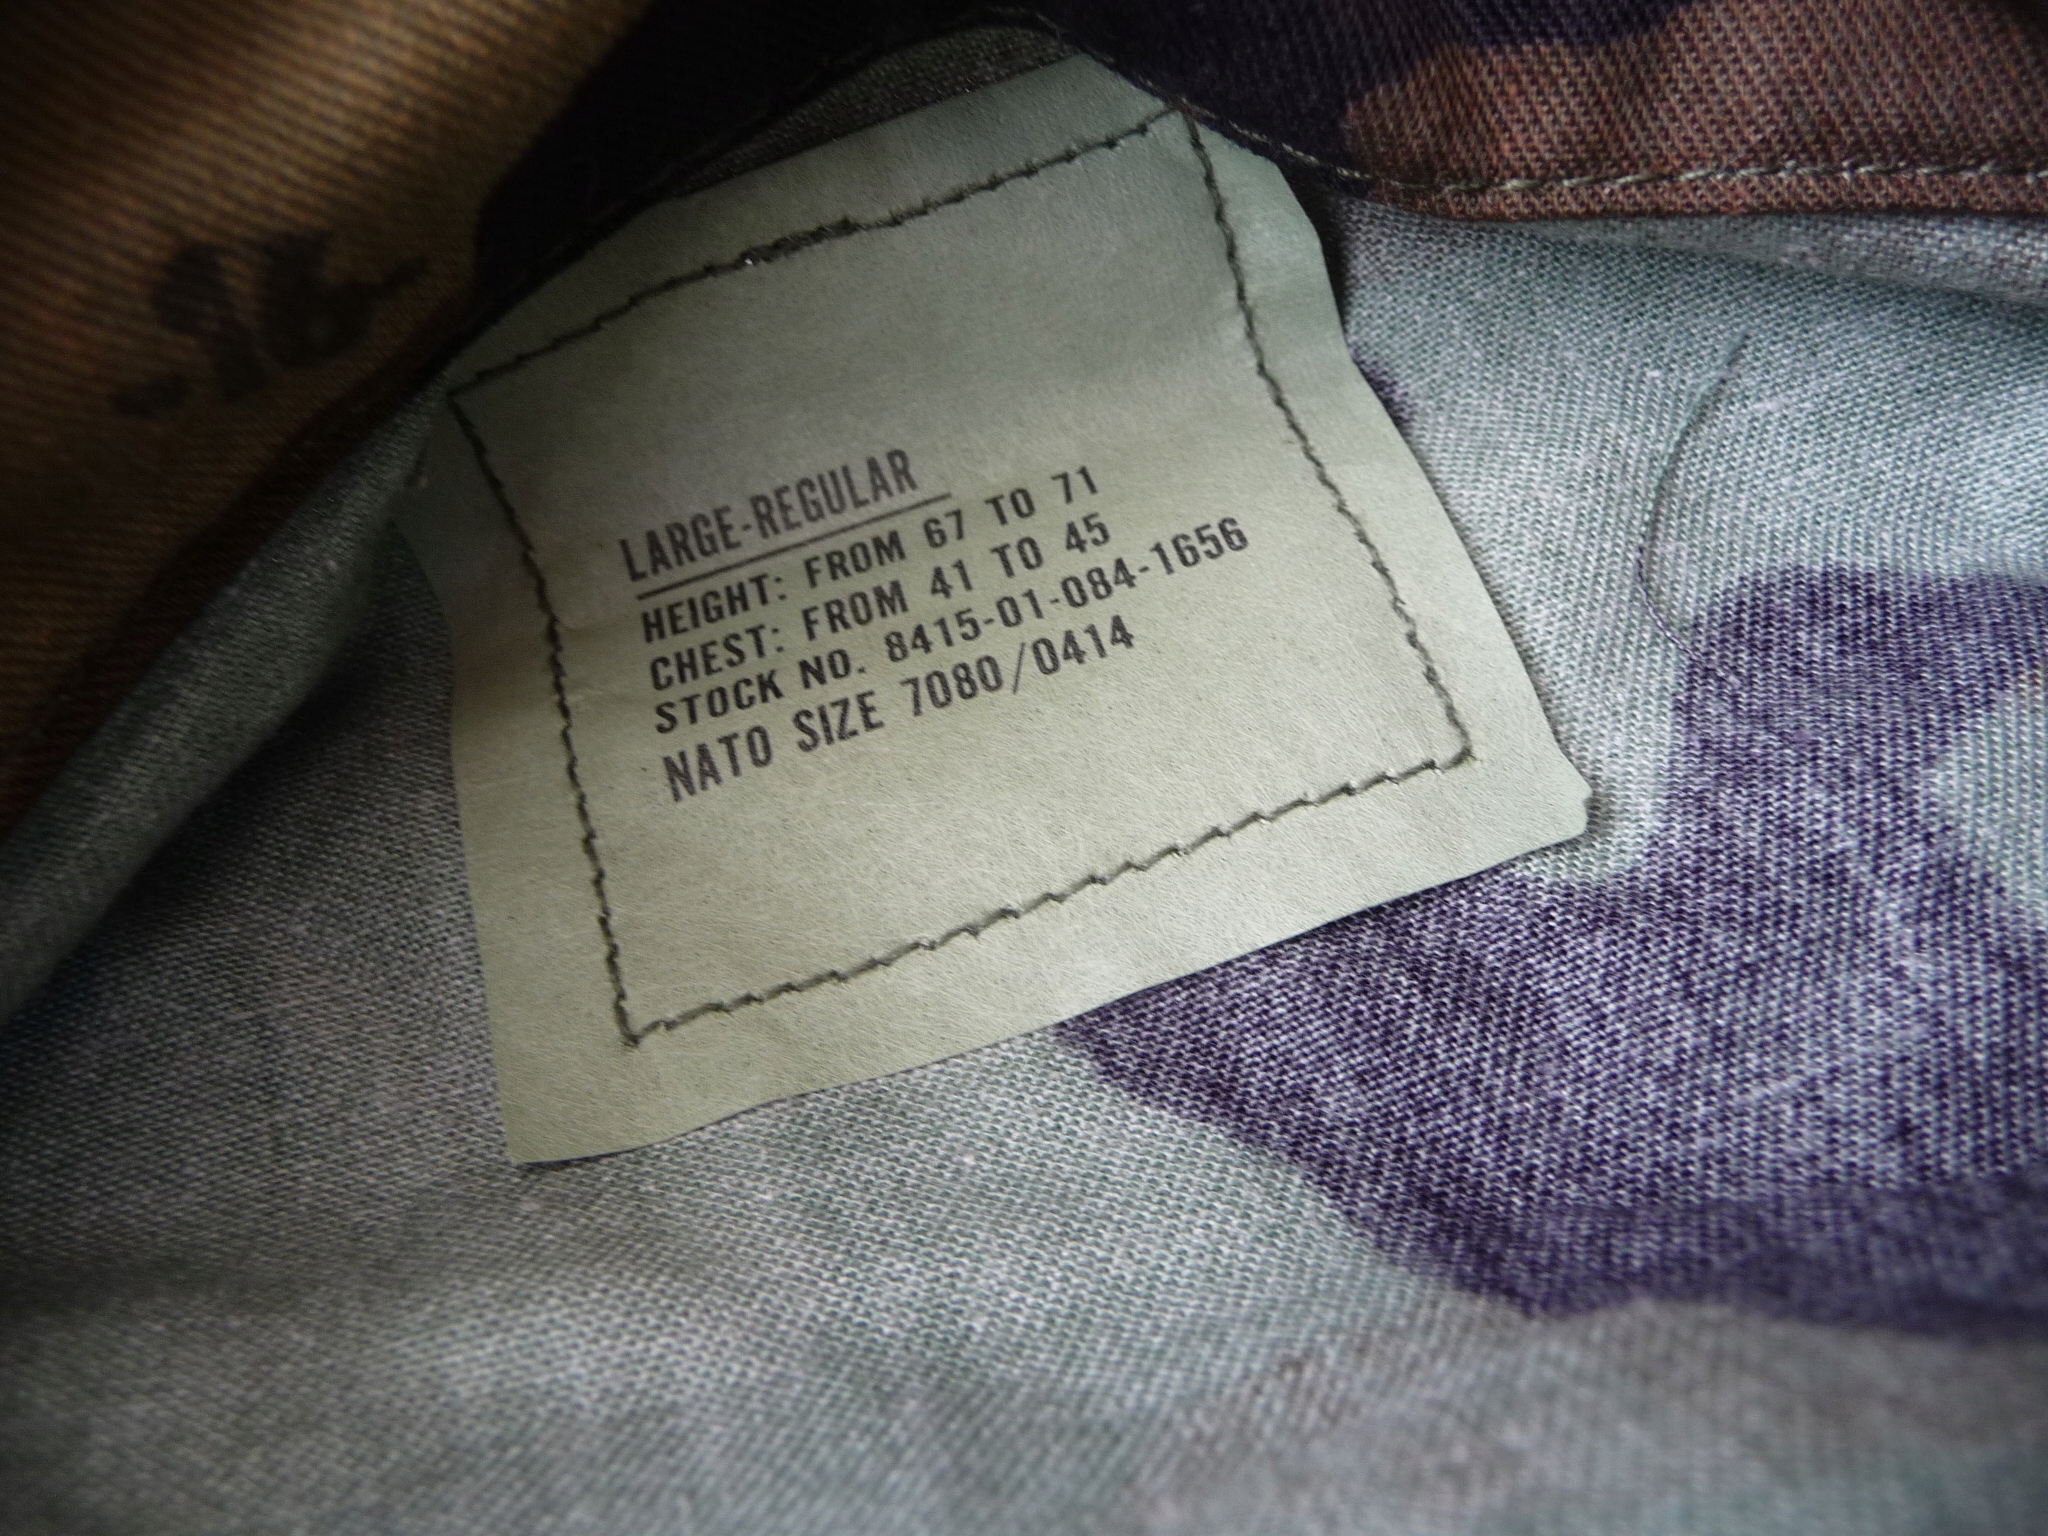 LARGE-REGULAR
HEIGHT: FROM 67 TO 71
CHEST: FROM 41 TO 45
STOCK NO. 8415-01-084-1656
NATO SIZE 7080/0414